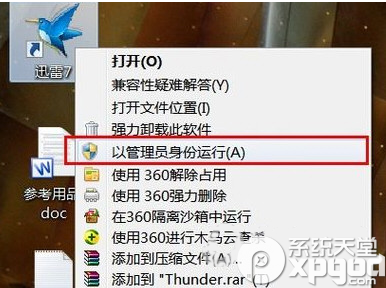 迅雷7
打开(O)
兼容性疑难解答(Y)
打开文件位置(I)
强力卸载此软件
以管理员身份运行(A)
使用 360解除占用
使用 360强力删除
在360隔离沙箱中运行
使用360进行木马云查杀
添加到压缩文件(A)...
添加到 "Thunder.rar"(T)
参考用品
doc
W
系统天堂
xpgod